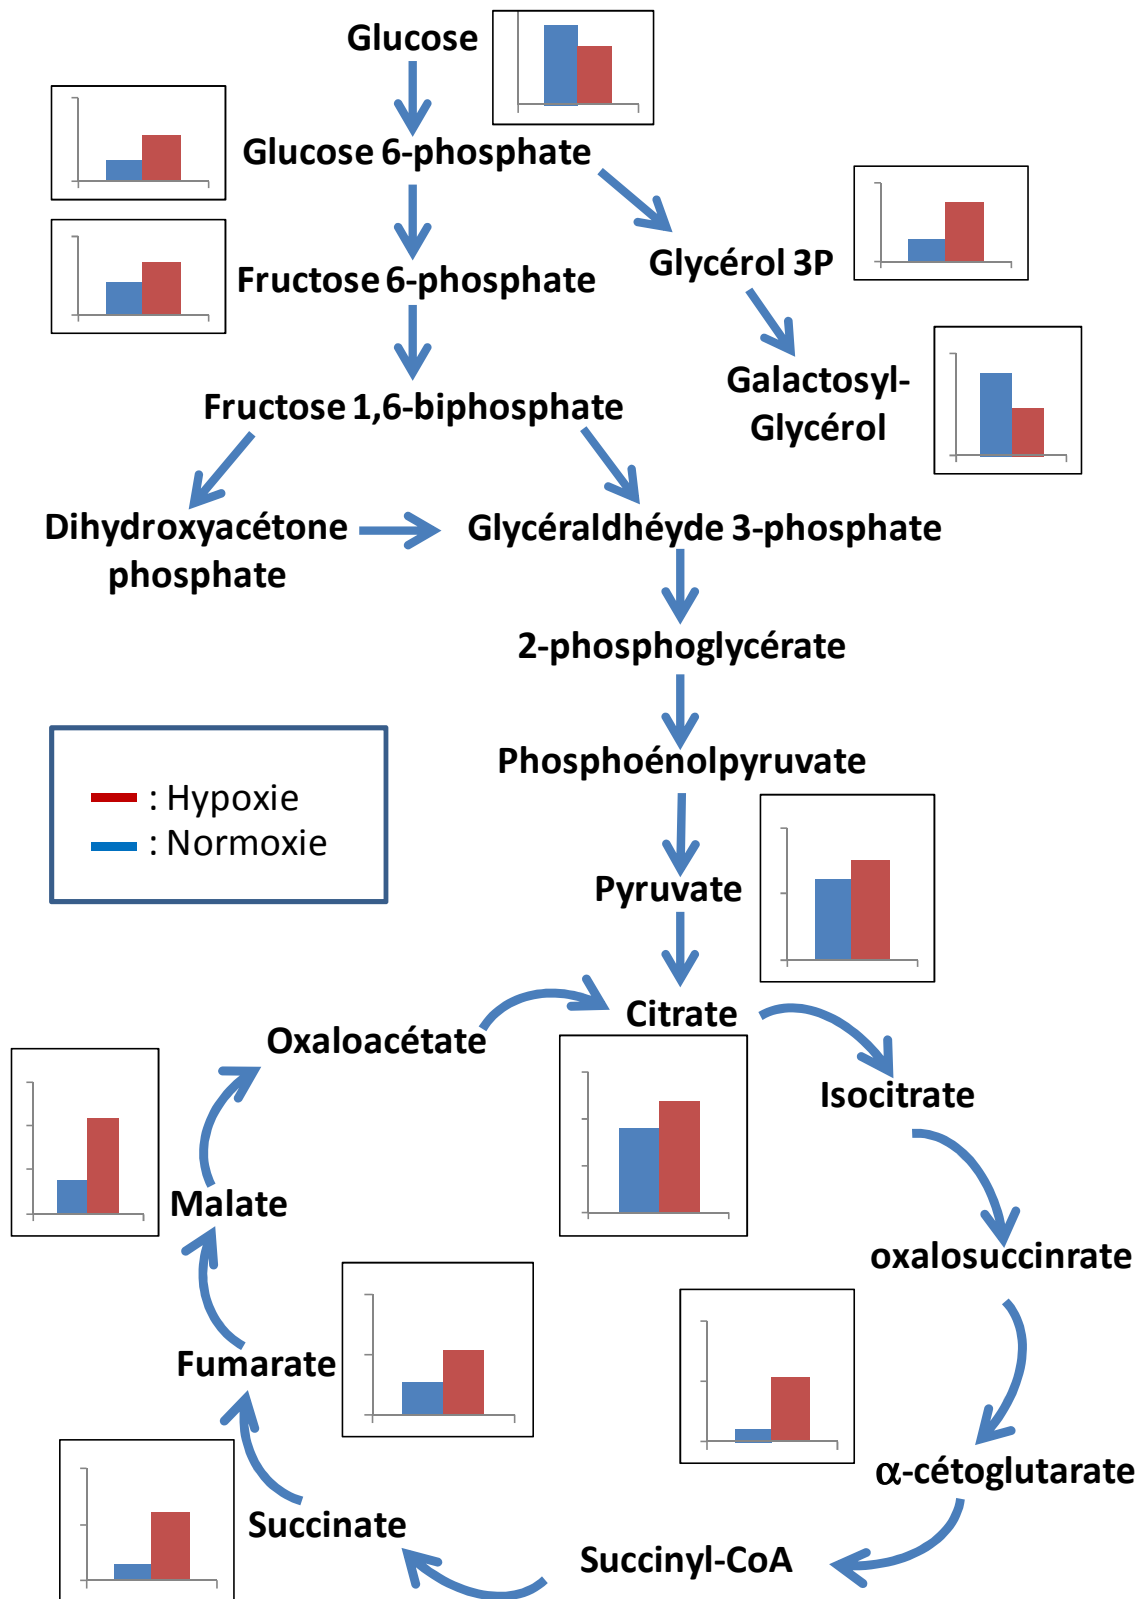 Glucose
Glucose 6-phosphate
Fructose 6-phosphate
Glycérol 3P
Galactosyl-
Glycérol
Fructose 1,6-biphosphate
Dihydroxyacétone
phosphate
Glycéraldhéyde 3-phosphate
2-phosphoglycérate
Phosphoénolpyruvate
: Hypoxie
: Normoxie
Pyruvate
Citrate
Oxaloacétate
Isocitrate
Malate
oxalosuccinrate
Fumarate
α-cétoglutarate
Succinate
Succinyl-CoA